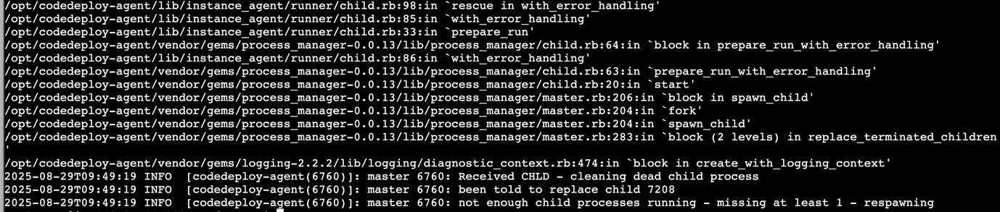 /opt/codedeploy-agent/lib/instance_agent/runner/child.rb:98:in `rescue in with_error_handling'
/opt/codedeploy-agent/lib/instance_agent/runner/child.rb:85:in `with_error_handling'
/opt/codedeploy-agent/lib/instance_agent/runner/child.rb:33:in `prepare_run'
/opt/codedeploy-agent/vendor/gems/process_manager-0.0.13/lib/process_manager/child.rb:64:in `block in prepare_run_with_error_handling'
/opt/codedeploy-agent/lib/instance_agent/runner/child.rb:86:in `with_error_handling'
/opt/codedeploy-agent/vendor/gems/process_manager-0.0.13/lib/process_manager/child.rb:63:in `prepare_run_with_error_handling'
/opt/codedeploy-agent/vendor/gems/process_manager-0.0.13/lib/process_manager/child.rb:20:in `start'
/opt/codedeploy-agent/vendor/gems/process_manager-0.0.13/lib/process_manager/master.rb:206:in `block in spawn_child'
/opt/codedeploy-agent/vendor/gems/process_manager-0.0.13/lib/process_manager/master.rb:204:in `fork'
/opt/codedeploy-agent/vendor/gems/process_manager-0.0.13/lib/process_manager/master.rb:204:in `spawn_child'
/opt/codedeploy-agent/vendor/gems/process_manager-0.0.13/lib/process_manager/master.rb:283:in `block (2 levels) in replace_terminated_children
'
/opt/codedeploy-agent/vendor/gems/logging-2.2.2/lib/logging/diagnostic_context.rb:474:in `block in create_with_logging_context'
2025-08-29T09:49:19 INFO  [codedeploy-agent(6760)]: master 6760: Received CHLD - cleaning dead child process
2025-08-29T09:49:19 INFO  [codedeploy-agent(6760)]: master 6760: been told to replace child 7208
2025-08-29T09:49:19 INFO  [codedeploy-agent(6760)]: master 6760: not enough child processes running - missing at least 1 - respawning